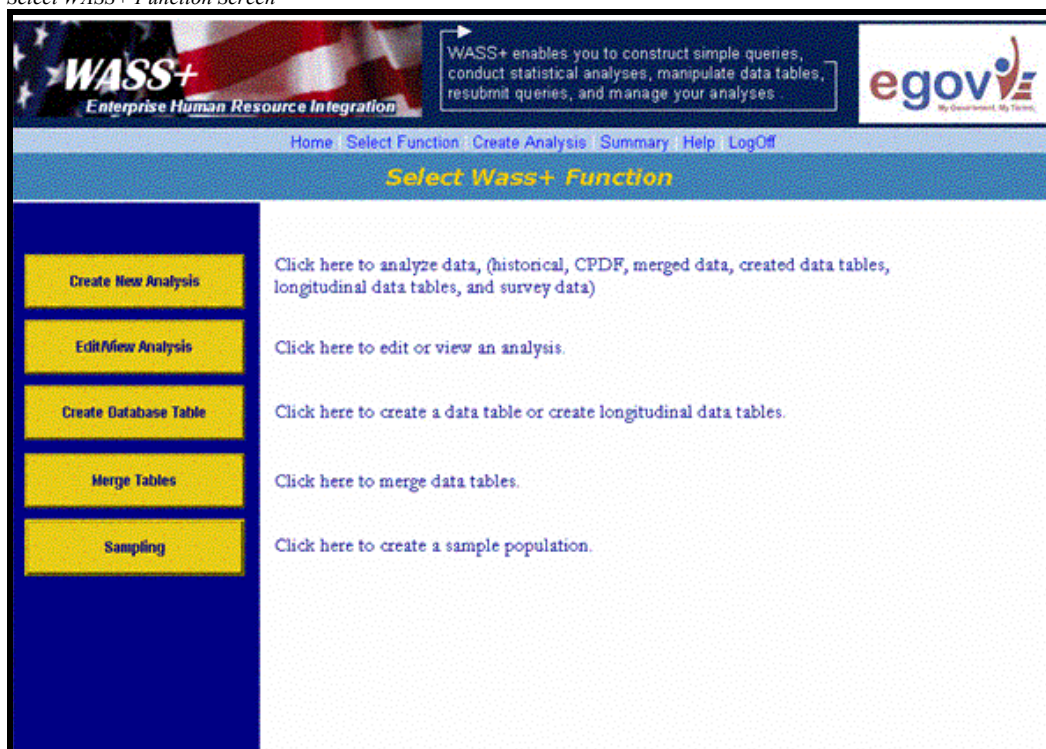 Select WASS+ Function Screen
WASS+
Enterprise Human Resource Integration
WASS+ enables you to construct simple queries,
conduct statistical analyses, manipulate data tables,
resubmit queries, and manage your analyses.
egov
My Government, My Terms.
Home | Select Function | Create Analysis | Summary | Help | LogOff
Select Wass+ Function
Create New Analysis
Click here to analyze data, (historical, CPDF, merged data, created data tables,
longitudinal data tables, and survey data)
Edit/View Analysis
Click here to edit or view an analysis.
Create Database Table
Click here to create a data table or create longitudinal data tables.
Merge Tables
Click here to merge data tables.
Sampling
Click here to create a sample population.